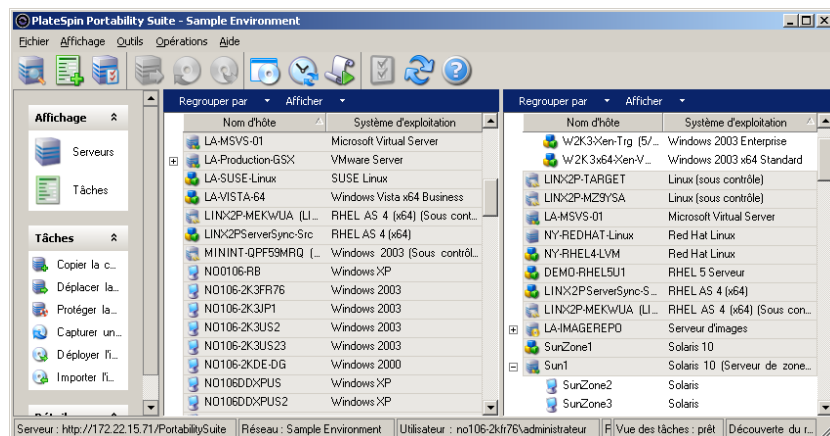 PlateSpin Portability Suite - Sample Environment
Fichier Affichage Outils Opérations Aide
Affichage
Serveurs
Tâches
Tâches
Copier la c...
Déplacer la...
Protéger la...
Capturer un...
Déployer l'i...
Importer l'i...
Regrouper par Afficher
Nom d'hôte Système d'exploitation
LA-MSVS-01 Microsoft Virtual Server
LA-Production-GSX VMware Server
LA-SUSE-Linux SUSE Linux
LA-VISTA-64 Windows Vista x64 Business
LINX2P-MEKWUA (LI... RHEL AS 4 (x64) (Sous cont...
LINX2PServerSync-Src RHEL AS 4 (x64)
MININT-QPF59MRQ (... Windows 2003 (Sous contrôl...
NO0106-RB Windows XP
NO106-2K3FR76 Windows 2003
NO106-2K3JP1 Windows 2003
NO106-2K3US2 Windows 2003
NO106-2K3US23 Windows 2003
NO106-2KDE-DG Windows 2000
NO106DDXPUS Windows XP
NO106DDXPUS2 Windows XP
Regrouper par Afficher
Nom d'hôte Système d'exploitation
W2K3-Xen-Trg (5/... Windows 2003 Enterprise
W2K3x64-Xen-V... Windows 2003 x64 Standard
LINX2P-TARGET Linux (sous contrôle)
LINX2P-MZ9YSA Linux (sous contrôle)
LA-MSVS-01 Microsoft Virtual Server
NY-REDHAT-Linux Red Hat Linux
NY-RHEL4-LVM Red Hat Linux
DEMO-RHEL5U1 RHEL 5 Serveur
LINX2PServerSync-S... RHEL AS 4 (x64)
LINX2P-MEKWUA (LI... RHEL AS 4 (x64) (Sous con...
LA-IMAGEREPO Serveur d'images
SunZone1 Solaris 10
Sun1 Solaris 10 (Serveur de zone...
SunZone2 Solaris
SunZone3 Solaris
Serveur : http://172.22.15.71/PortabilitySuite Réseau : Sample Environment Utilisateur : no106-2kfr76\administrateur F Vue des tâches : prêt Découverte du r...